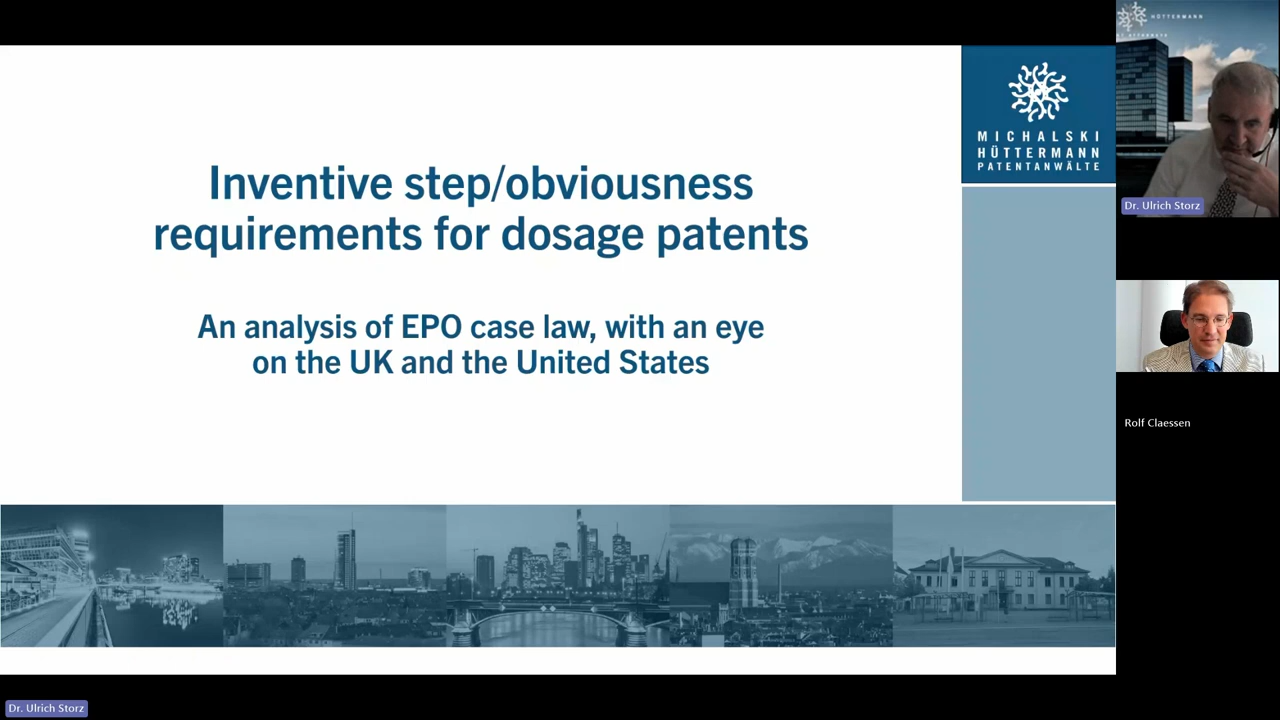 Inventive step/obviousness
requirements for dosage patents
An analysis of EPO case law, with an eye
on the UK and the United States
MICHALSKI
HÜTTERMANN
PATENTANWÄLTE
HÜTTERMANN
Dr. Ulrich Storz
Rolf Claessen
Dr. Ulrich Storz